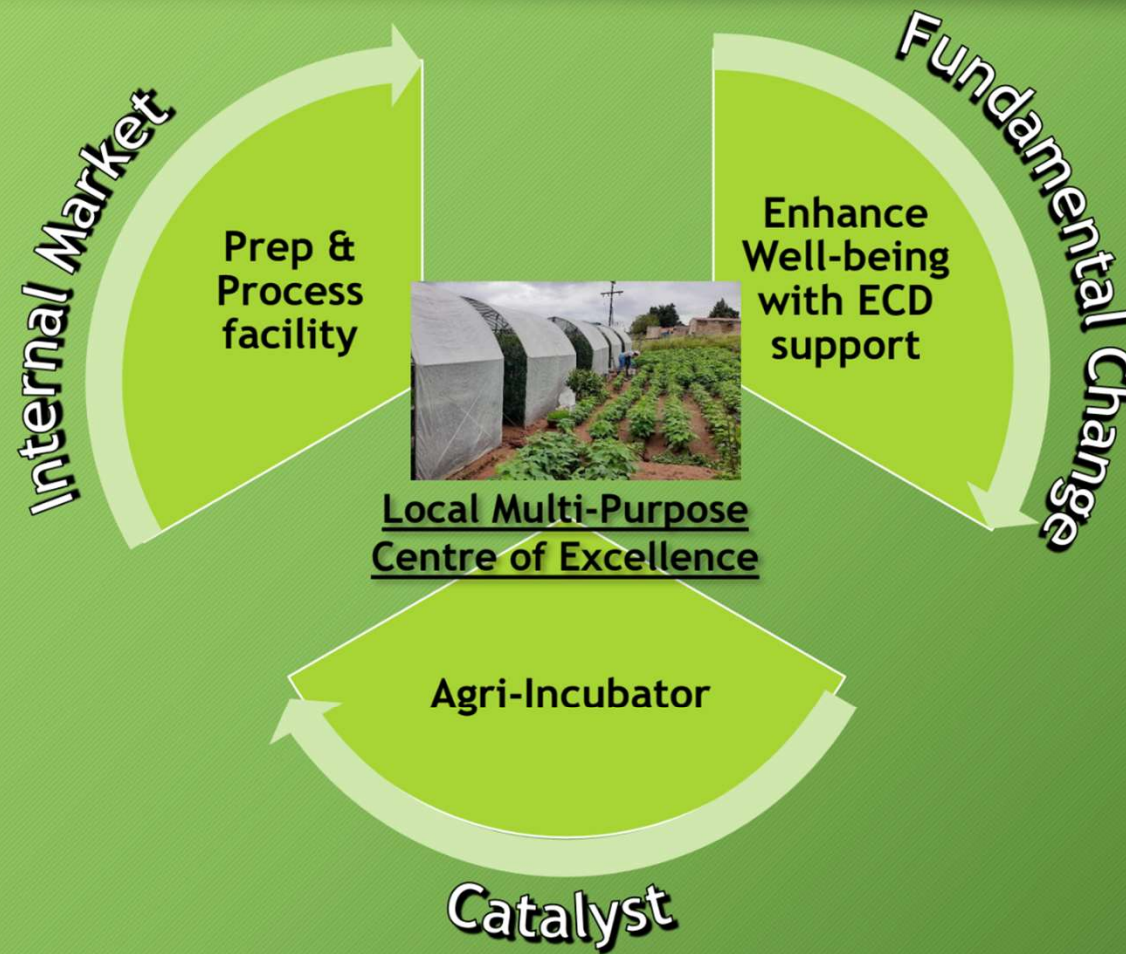 Internal Market
Prep &
Process
facility
Fundamental Change
Enhance
Well-being
with ECD
support
Local Multi-Purpose
Centre of Excellence
Agri-Incubator
Catalyst